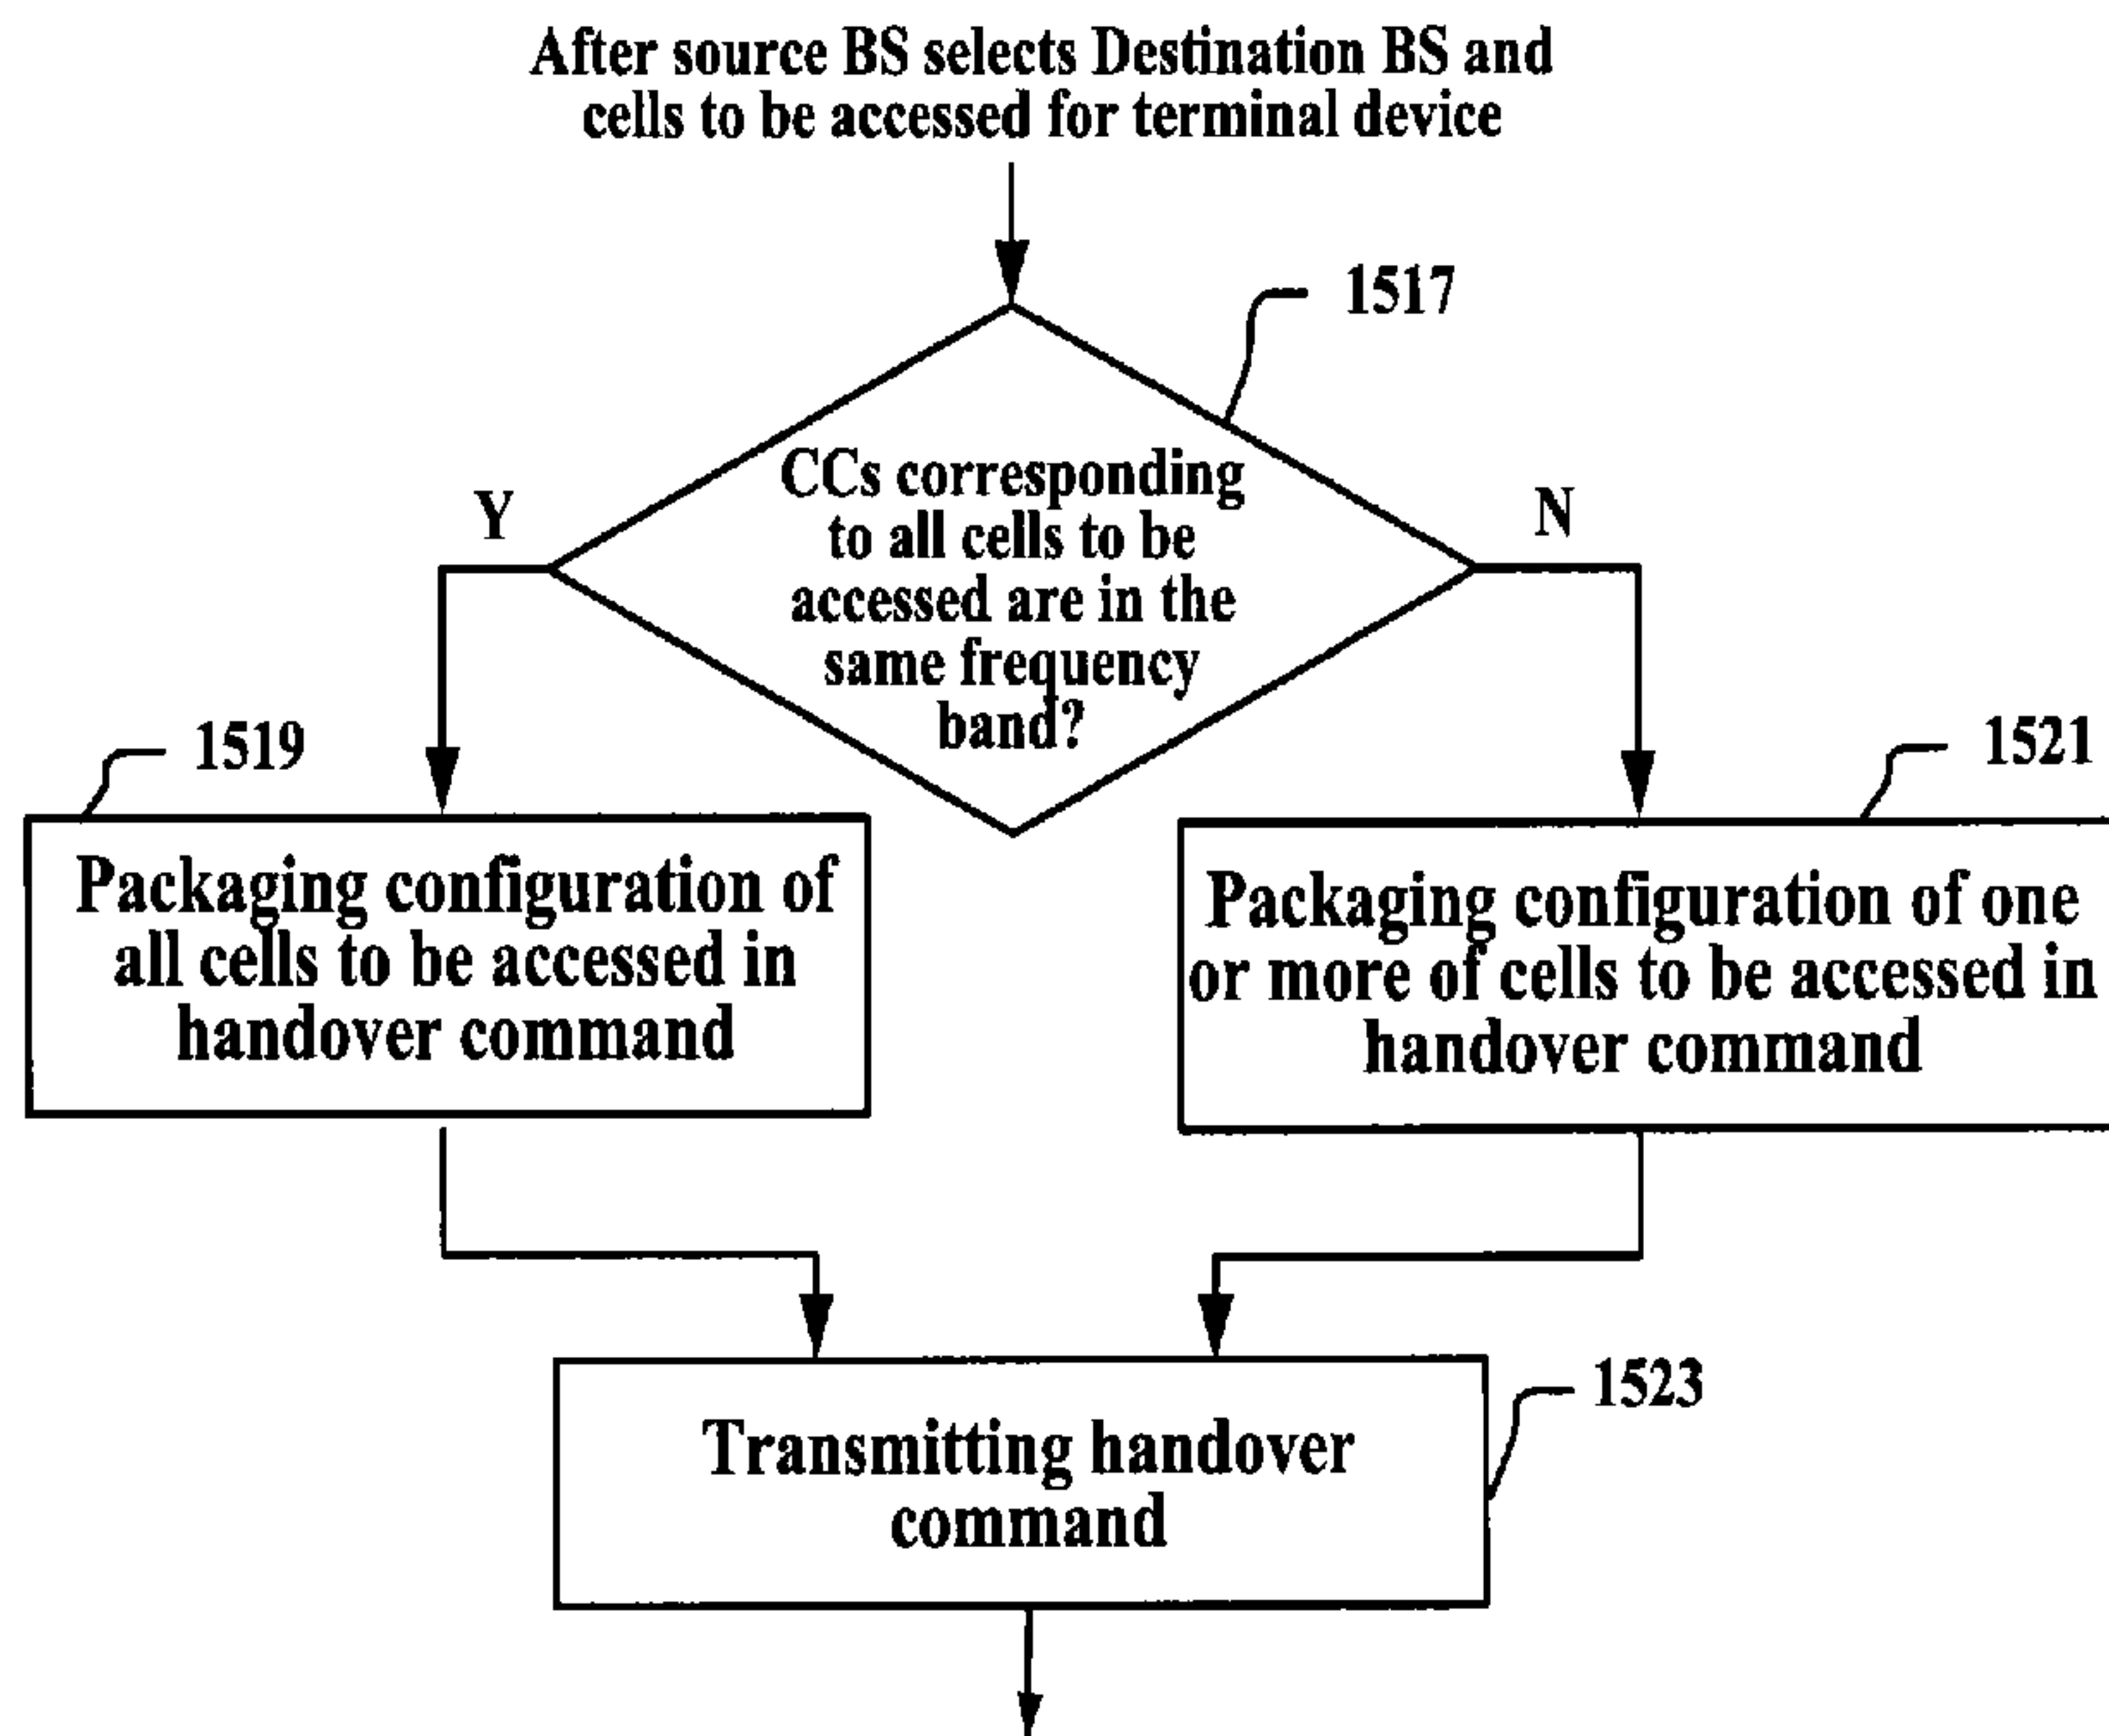 After source BS selects Destination BS and
cells to be accessed for terminal device
1517
CCs corresponding
to all cells to be
accessed are in the
same frequency
band?
Y
N
1519
Packaging configuration of
all cells to be accessed in
handover command
1521
Packaging configuration of one
or more of cells to be accessed in
handover command
1523
Transmitting handover
command